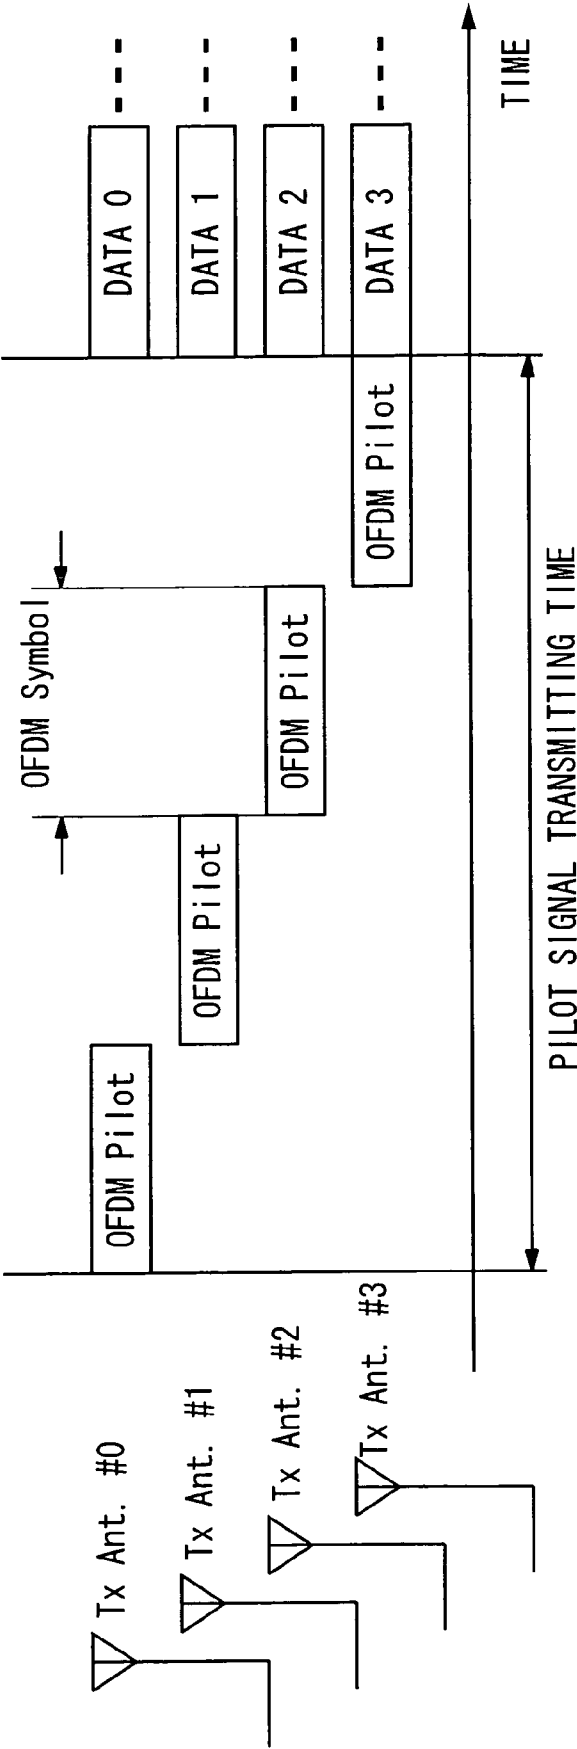 OFDM Symbol
Tx Ant. #0
OFDM Pilot
DATA 0
Tx Ant. #1
OFDM Pilot
DATA 1
Tx Ant. #2
OFDM Pilot
DATA 2
Tx Ant. #3
OFDM Pilot
DATA 3
TIME
PILOT SIGNAL TRANSMITTING TIME